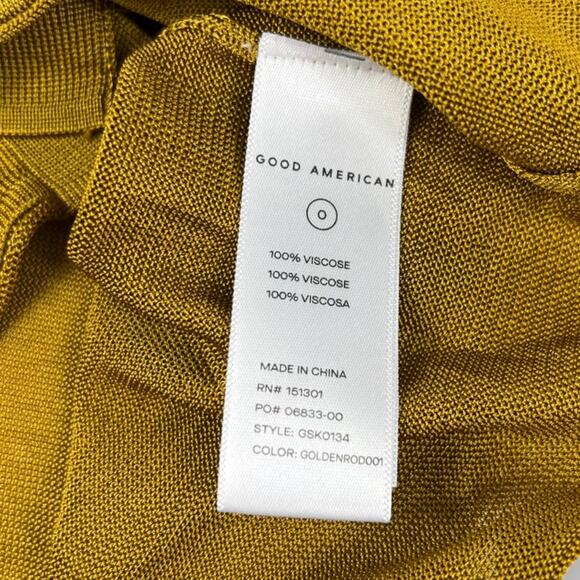 GOOD AMERICAN
0
100% VISCOSE
100% VISCOSE
100% VISCOSA
MADE IN CHINA
RN# 151301
PO# 06833-00
STYLE: GSK0134
COLOR: GOLDENROD001